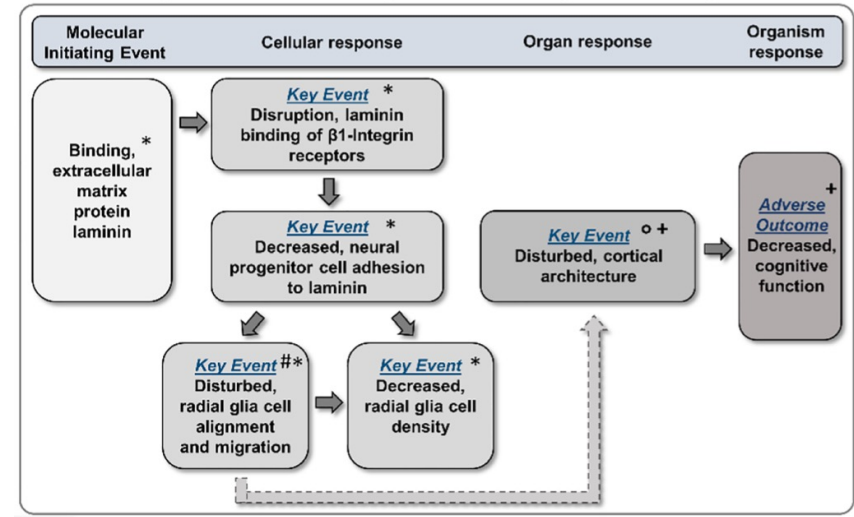 Molecular
Initiating Event
Cellular response
Organ response
Organism
response
Binding, *
extracellular
matrix
protein
laminin
Key Event *
Disruption, laminin
binding of β1-Integrin
receptors
Key Event *
Decreased, neural
progenitor cell adhesion
to laminin
Key Event #*
Disturbed,
radial glia cell
alignment
and migration
Key Event *
Decreased,
radial glia cell
density
Key Event o +
Disturbed, cortical
architecture
+
Adverse
Outcome
Decreased,
cognitive
function